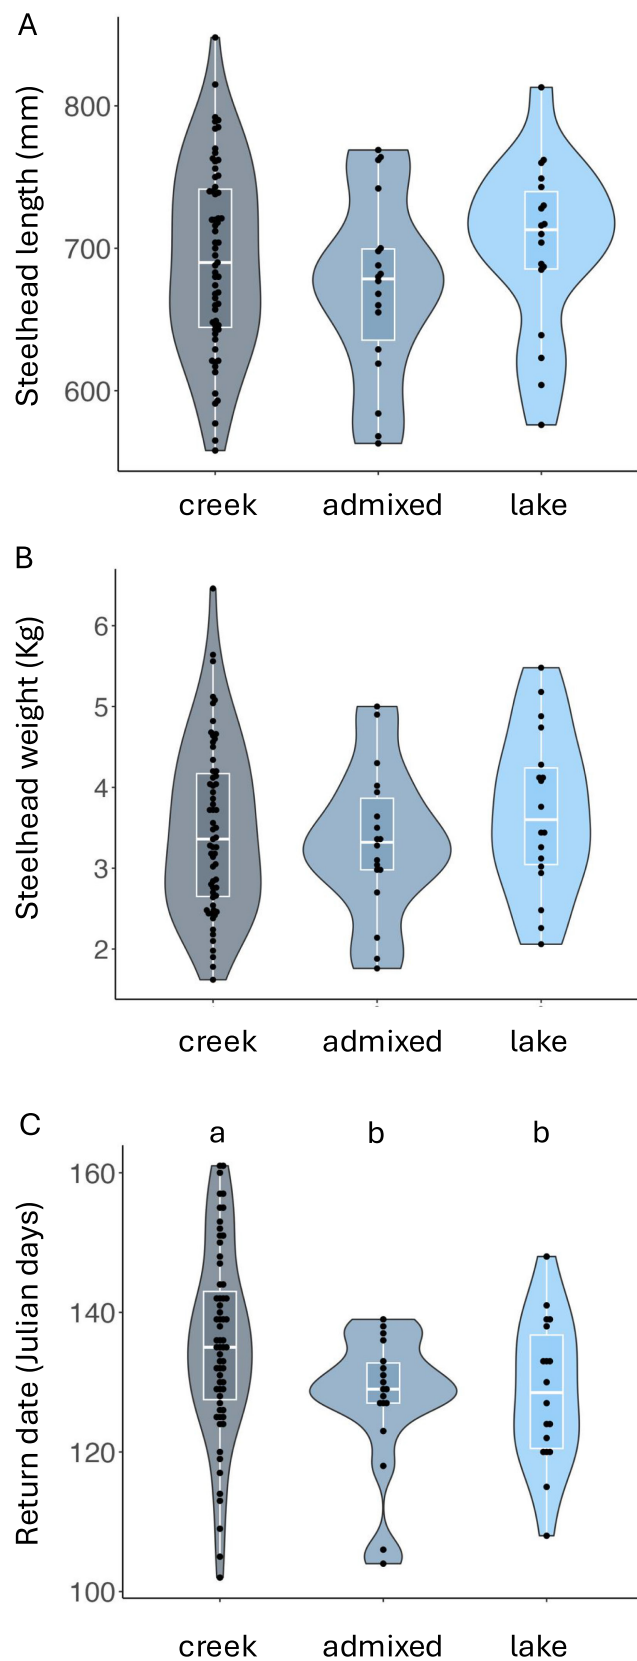 A
Steelhead length (mm)
800
700
600
creek admixed lake
B
Steelhead weight (Kg)
6
5
4
3
2
creek admixed lake
C
a b b
Return date (Julian days)
160
140
120
100
creek admixed lake